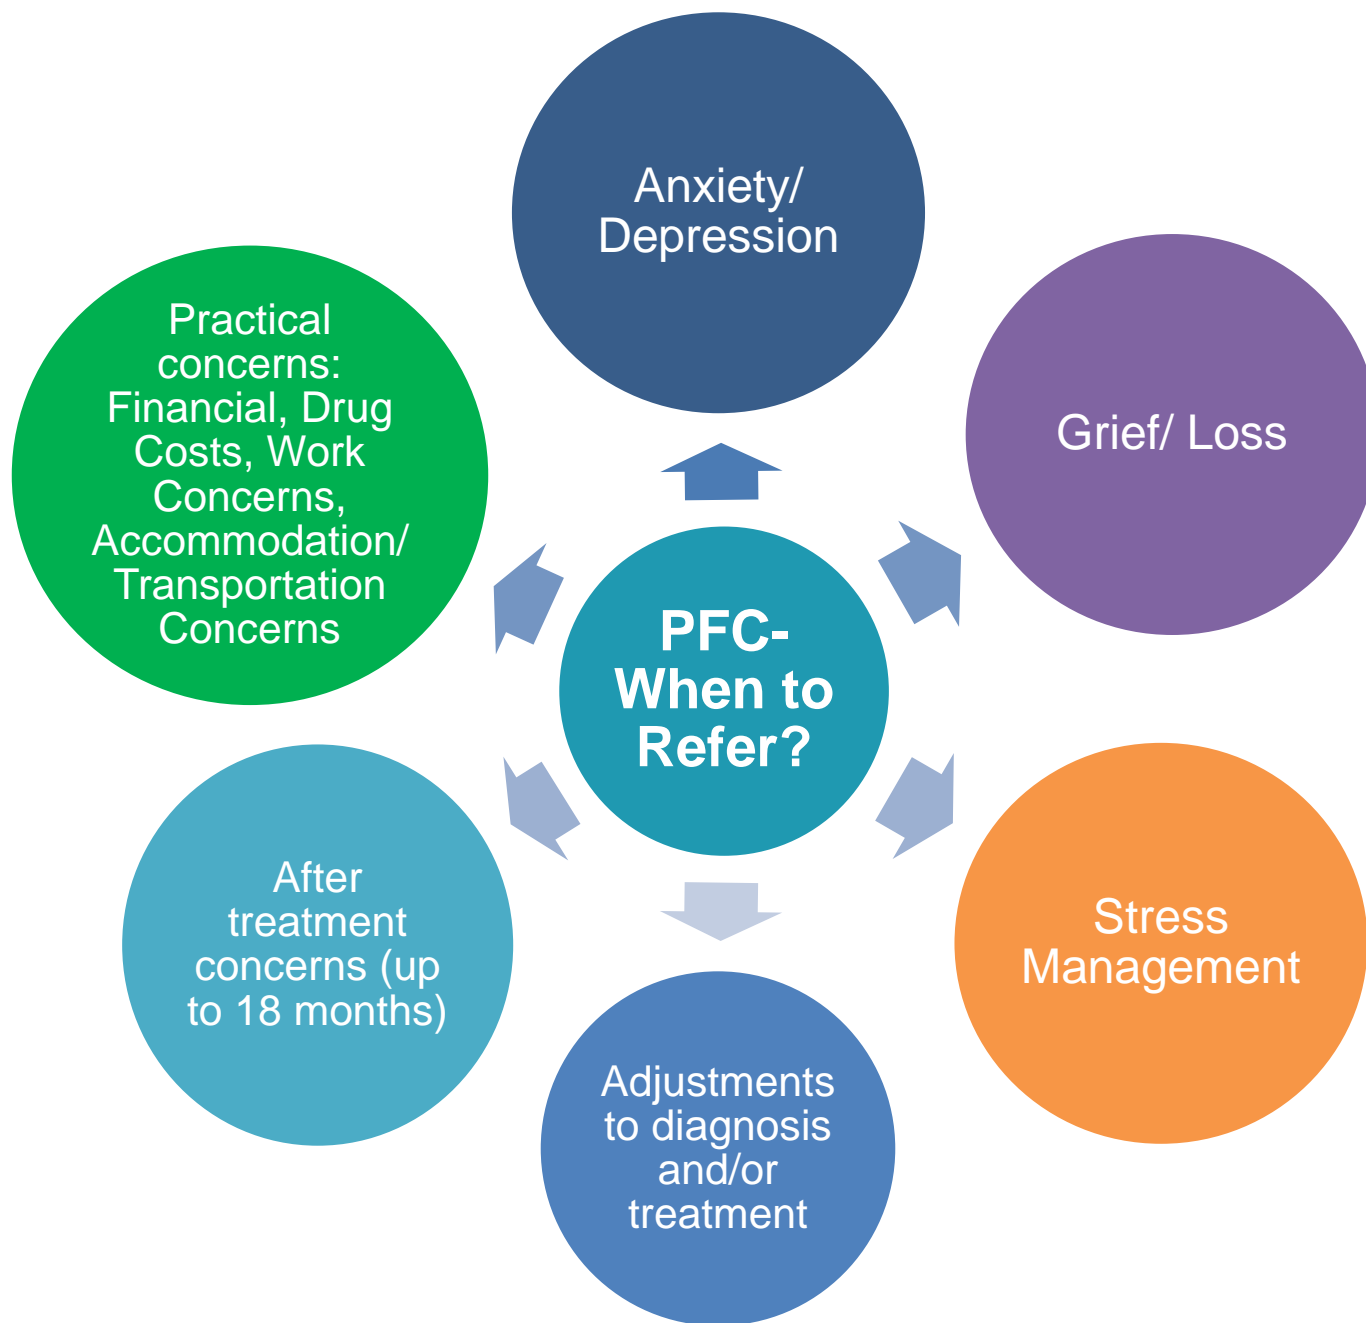 Anxiety/
Depression
Grief/ Loss
Stress
Management
Adjustments
to diagnosis
and/or
treatment
After
treatment
concerns (up
to 18 months)
Practical
concerns:
Financial, Drug
Costs, Work
Concerns,
Accommodation/
Transportation
Concerns
PFC-
When to
Refer?